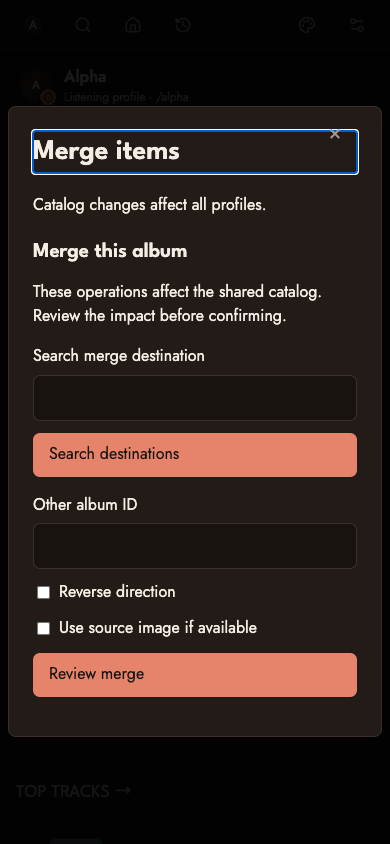 A
A
Alpha
Listening profile - /alpha
Merge items
×
Catalog changes affect all profiles.
Merge this album
These operations affect the shared catalog.
Review the impact before confirming.
Search merge destination
Search destinations
Other album ID
Reverse direction
Use source image if available
Review merge
TOP TRACKS →